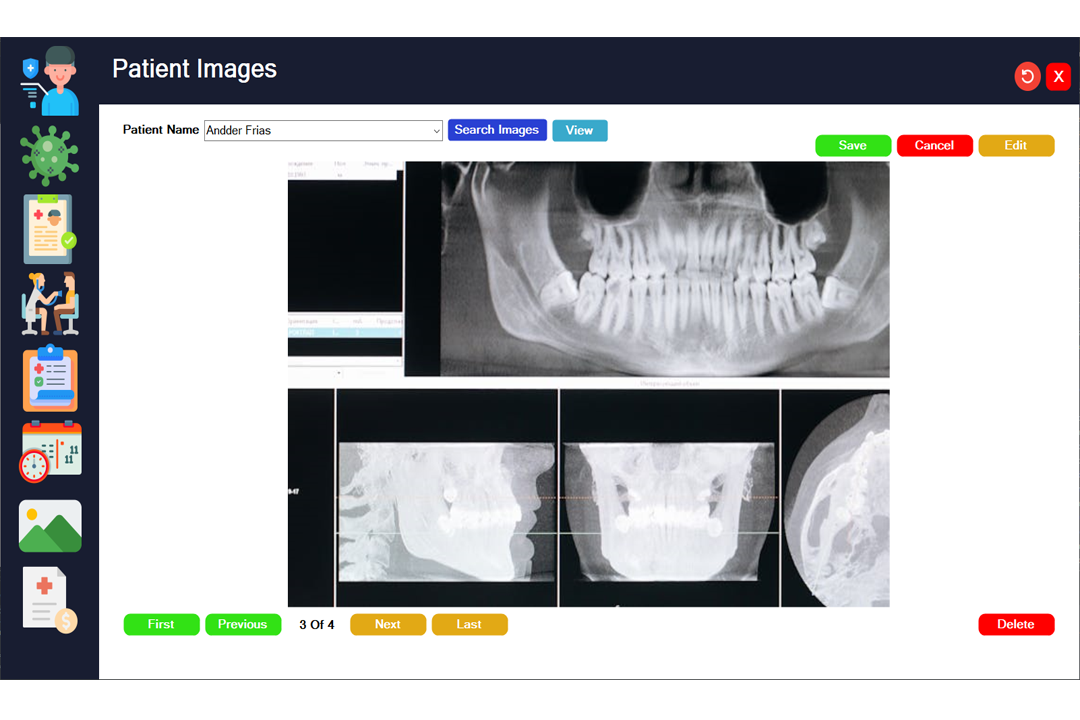 Patient Images
X
Patient Name Andder Frias Search Images View
Save Cancel Edit
First Previous 3 Of 4 Next Last
Delete
11
11
$